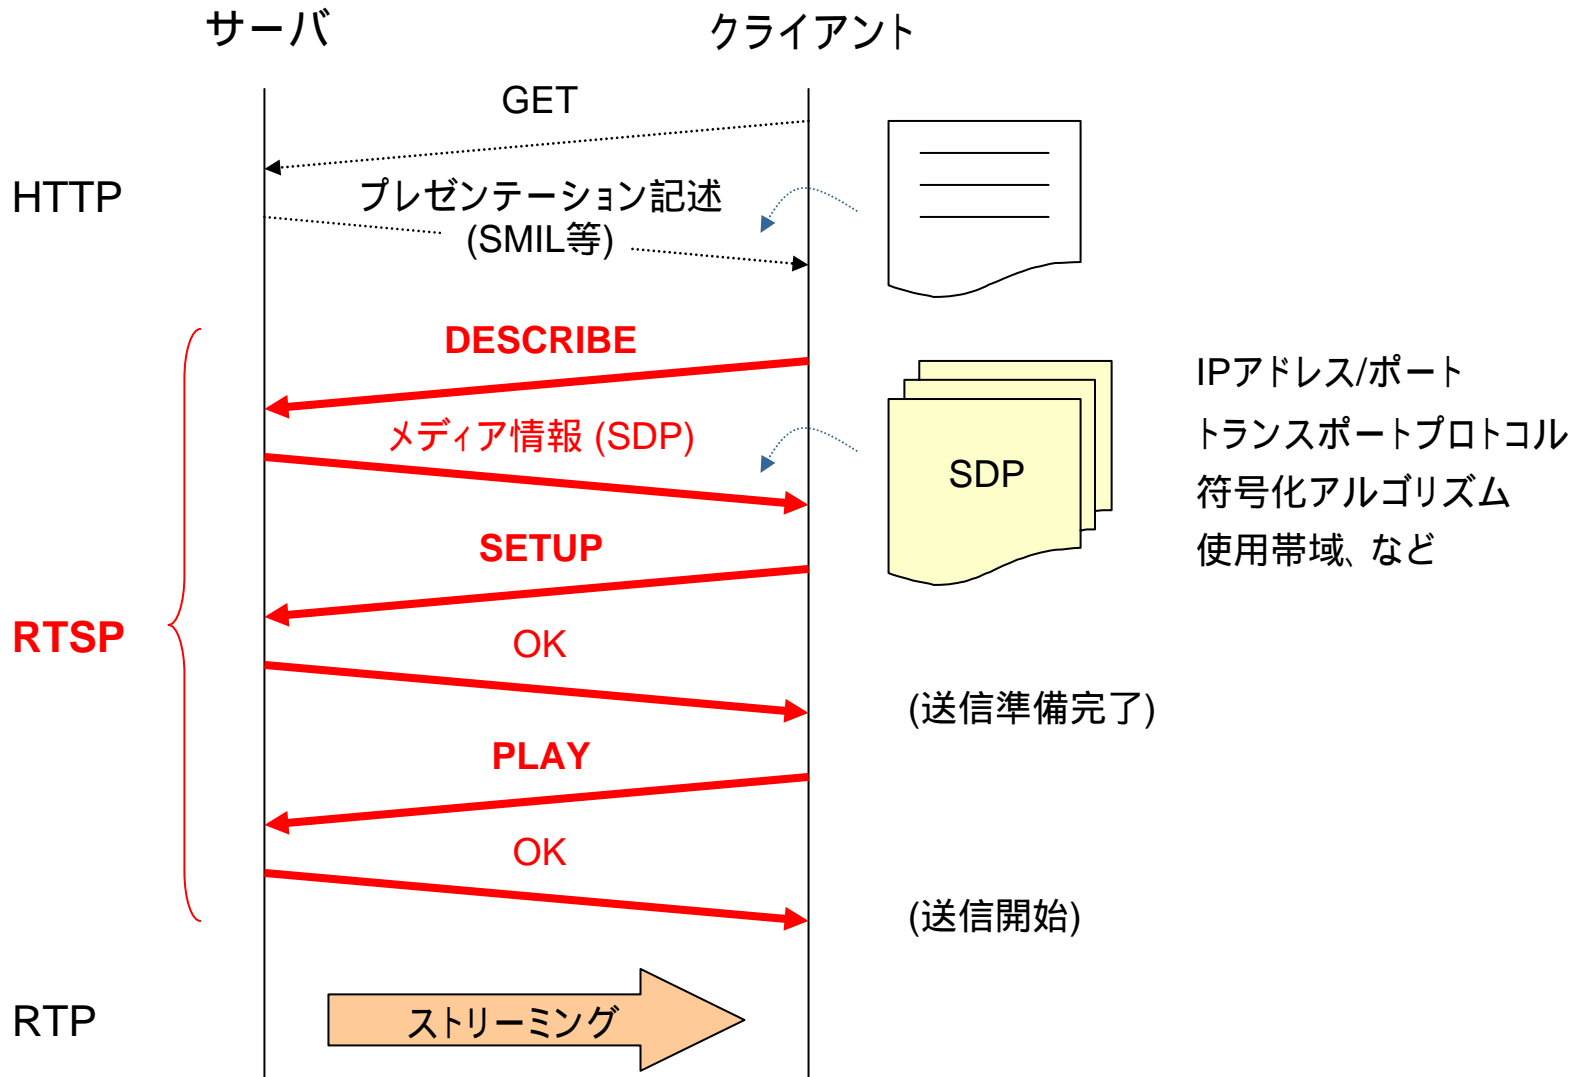 サーバ
クライアント
GET
HTTP
プレゼンテーション記述
(SMIL等)
DESCRIBE
IPアドレス/ポート
メディア情報 (SDP)
トランスポートプロトコル
SDP
符号化アルゴリズム
SETUP
使用帯域、など
RTSP
OK
(送信準備完了)
PLAY
OK
(送信開始)
RTP
ストリーミング